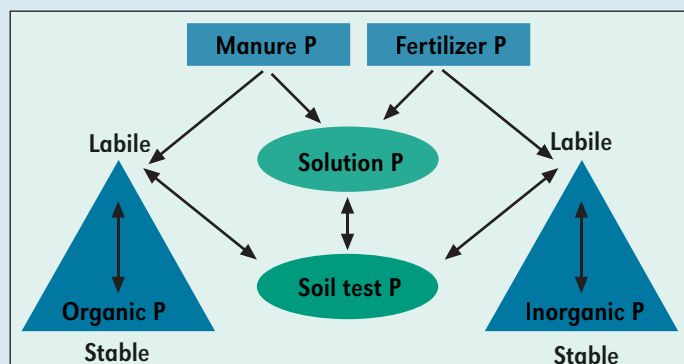 Manure P
Fertilizer P
Labile
Labile
Solution P
Soil test P
Organic P
Inorganic P
Stable
Stable